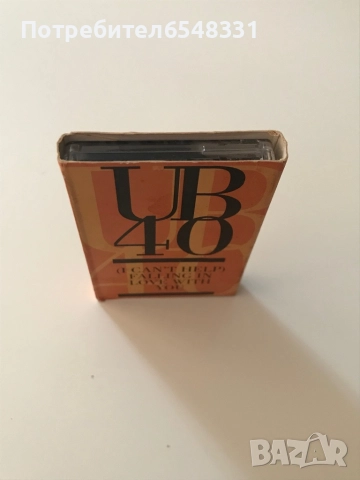 Потребител6548331
UB
40
(I CAN'T HELP)
FALLING IN
LOVE WITH
YOU
BAZAR